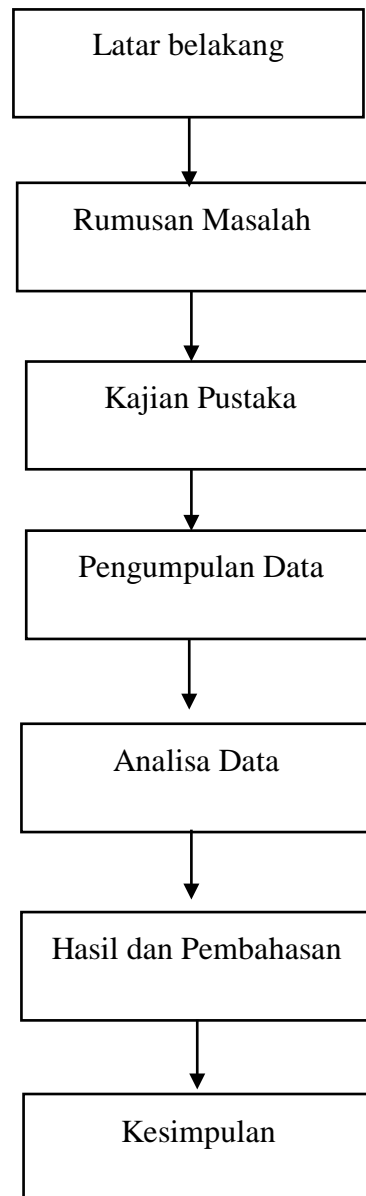 Latar belakang
Rumusan Masalah
Kajian Pustaka
Pengumpulan Data
Analisa Data
Hasil dan Pembahasan
Kesimpulan